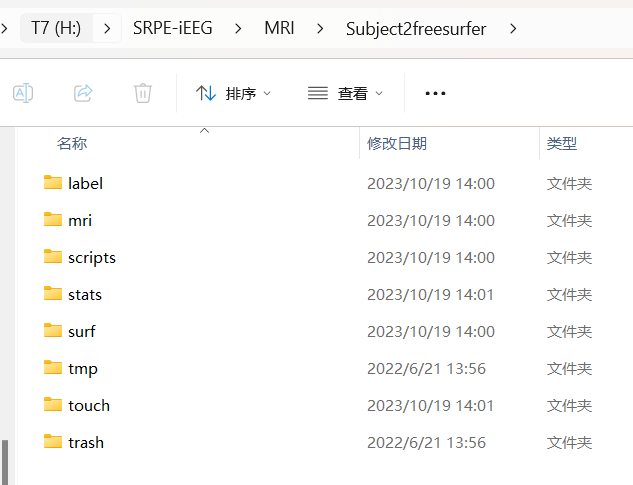 T7 (H:) > SRPE-iEEG > MRI > Subject2freesurfer >
排序 查看
名称 修改日期 类型
label 2023/10/19 14:00 文件夹
mri 2023/10/19 14:00 文件夹
scripts 2023/10/19 14:00 文件夹
stats 2023/10/19 14:01 文件夹
surf 2023/10/19 14:00 文件夹
tmp 2022/6/21 13:56 文件夹
touch 2023/10/19 14:01 文件夹
trash 2022/6/21 13:56 文件夹